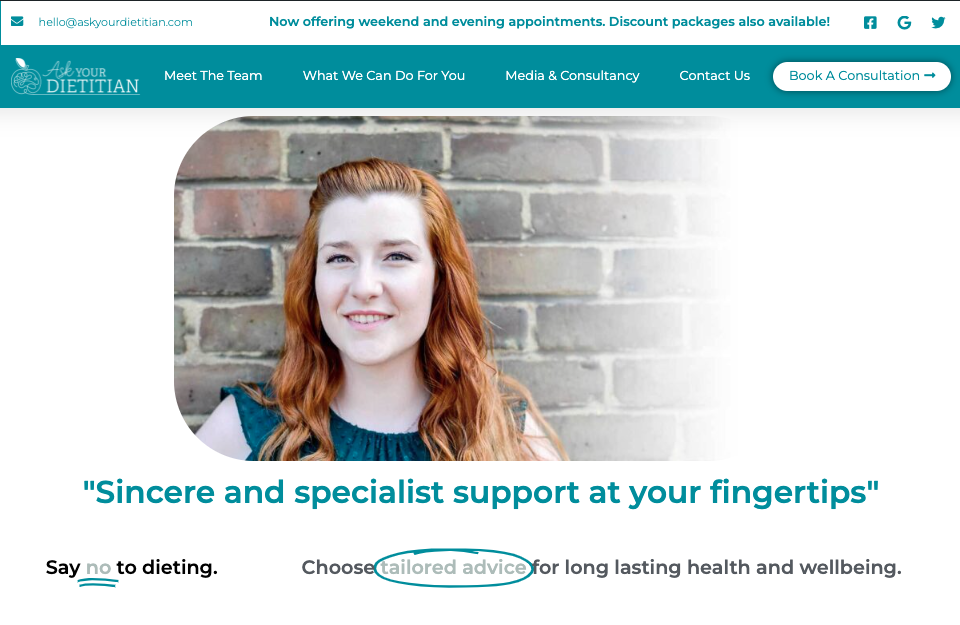 hello@askyourdietitian.com
Now offering weekend and evening appointments. Discount packages also available!
Ask YOUR
DIETITIAN
Meet The Team
What We Can Do For You
Media & Consultancy
Contact Us
Book A Consultation
"Sincere and specialist support at your fingertips"
Say no to dieting.
Choose tailored advice for long lasting health and wellbeing.